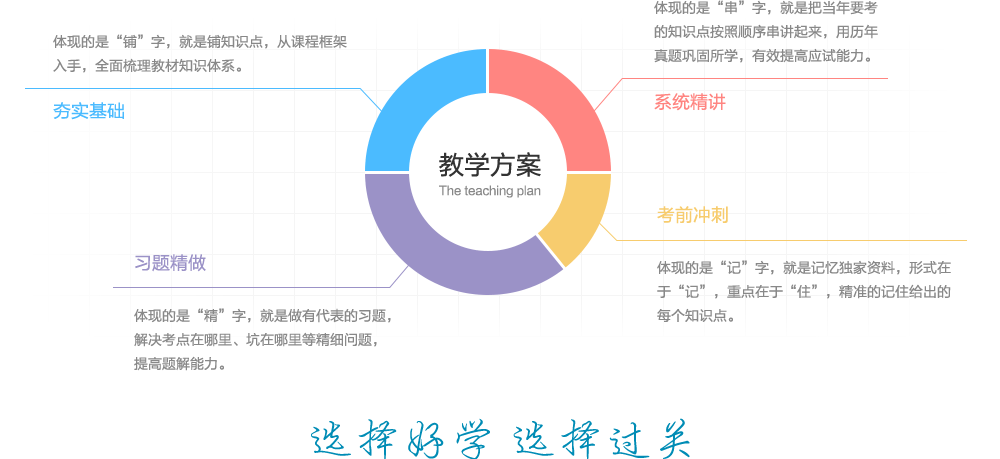 体现的是“铺”字，就是铺知识点，从课程框架
入手，全面梳理教材知识体系。
夯实基础
体现的是“串”字，就是把当年要考
的知识点按照顺序串讲起来，用历年
真题巩固所学，有效提高应试能力。
系统精讲
教学方案
The teaching plan
考前冲刺
体现的是“记”字，就是记忆独家资料，形式在
于“记”，重点在于“住”，精准的记住给出的
每个知识点。
习题精做
体现的是“精”字，就是做有代表的习题，
解决考点在哪里、坑在哪里等精细问题，
提高题解能力。
选择好学 选择过关